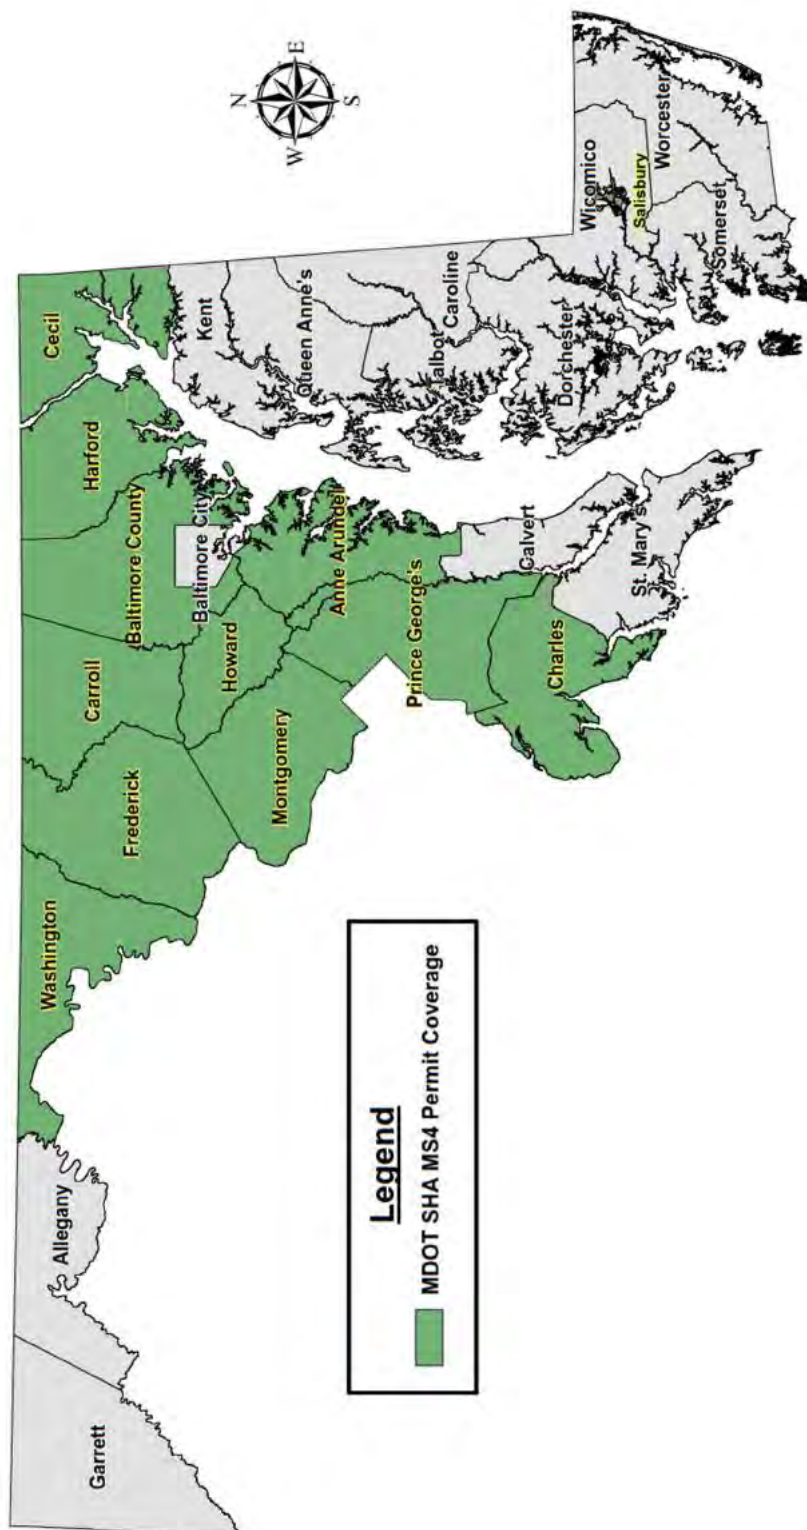 Garrett
Allegany
Washington
Frederick
Carroll
Baltimore County
Harford
Cecil
Montgomery
Howard
Baltimore City
Anne Arundel
Prince George's
Charles
Calvert
St. Mary's
Kent
Queen Anne's
Talbot
Caroline
Dorchester
Wicomico
Salisbury
Somerset
Worcester
N
W
E
S
Legend
MDOT SHA MS4 Permit Coverage